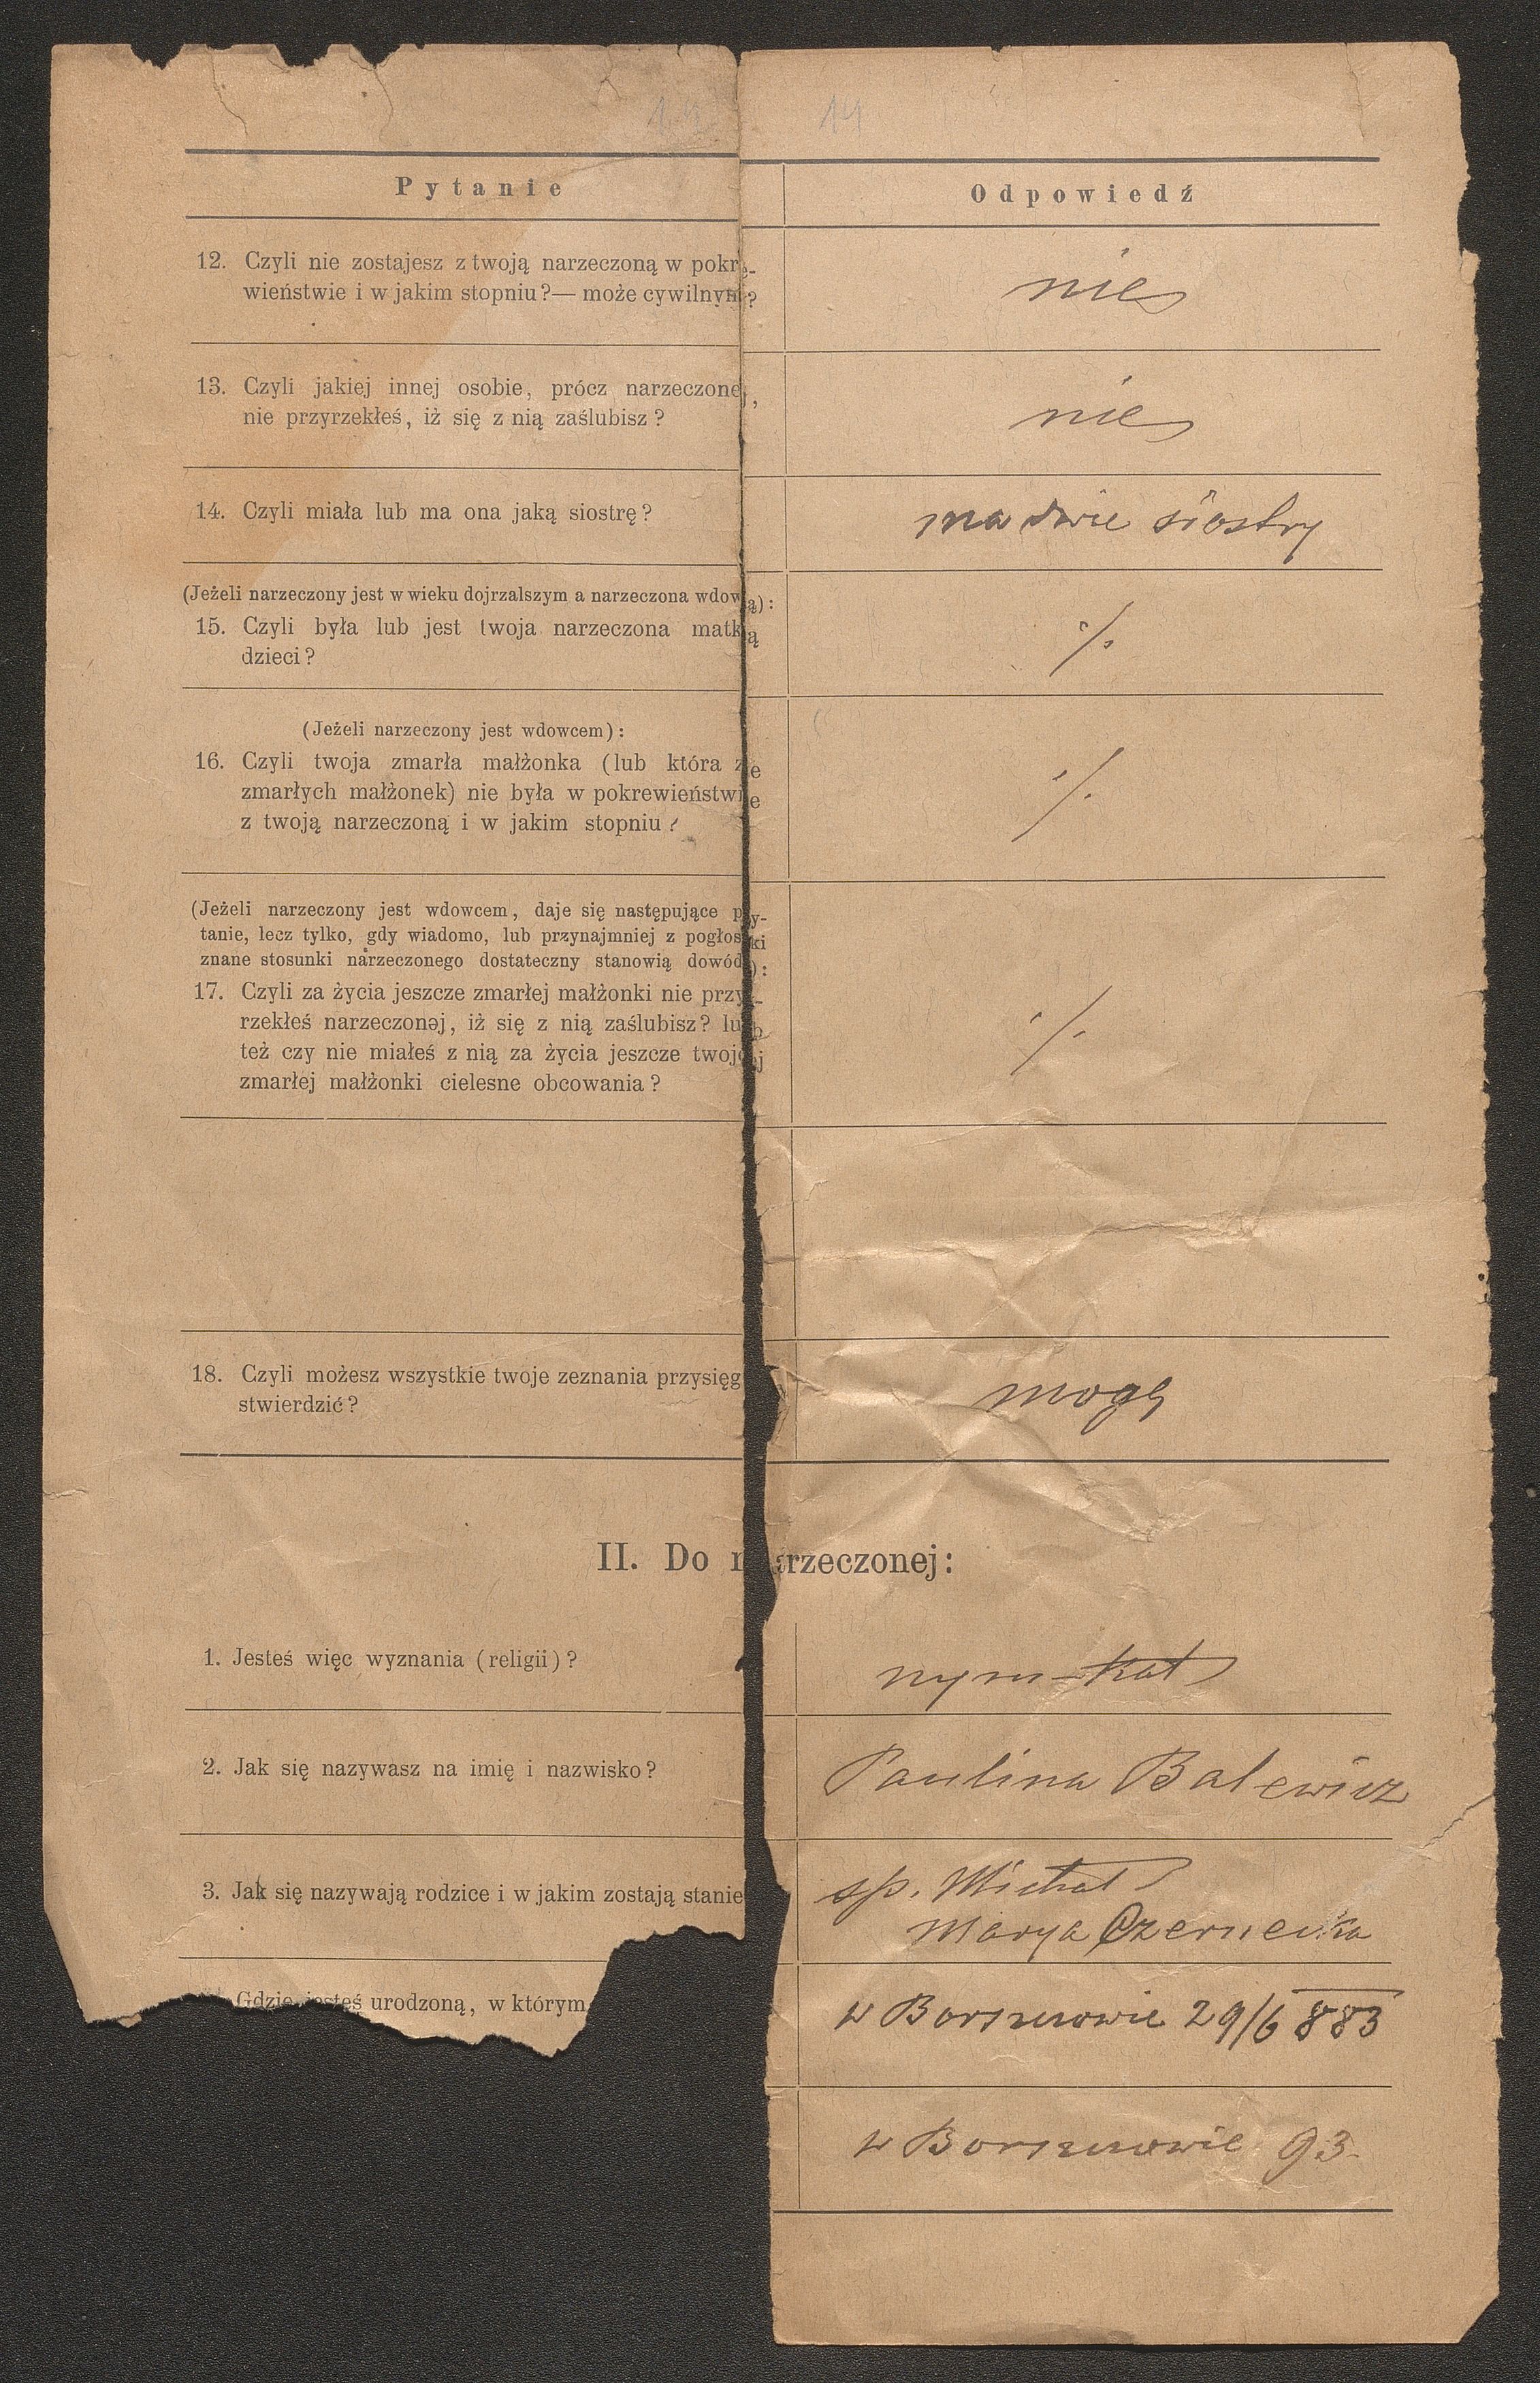 14 14
Pytanie Odpowiedź
12. Czyli nie zostajesz z twoją narzeczoną w pokre-
wieństwie i w jakim stopniu?— może cywilnym?
nie
13. Czyli jakiej innej osobie, prócz narzeczonej,
nie przyrzekłeś, iż się z nią zaślubisz?
nie
14. Czyli miała lub ma ona jaką siostrę?
ma dwie siostry
(Jeżeli narzeczony jest w wieku dojrzalszym a narzeczona wdową):
15. Czyli była lub jest twoja narzeczona matką
dzieci?
./.
(Jeżeli narzeczony jest wdowcem):
16. Czyli twoja zmarła małżonka (lub która ze
zmarłych małżonek) nie była w pokrewieństwie
z twoją narzeczoną i w jakim stopniu?
./.
(Jeżeli narzeczony jest wdowcem, daje się następujące py-
tanie, lecz tylko, gdy wiadomo, lub przynajmniej z pogłoski
znane stosunki narzeczonego dostateczny stanowią dowód):
17. Czyli za życia jeszcze zmarłej małżonki nie przy-
rzekłeś narzeczonej, iż się z nią zaślubisz? lub
też czy nie miałeś z nią za życia jeszcze twojej
zmarłej małżonki cielesne obcowania?
./.
18. Czyli możesz wszystkie twoje zeznania przysięg
stwierdzić?
mogę
II. Do narzeczonej:
1. Jesteś więc wyznania (religii)?
rzym-kat
2. Jak się nazywasz na imię i nazwisko?
Paulina Balewicz
3. Jak się nazywają rodzice i w jakim zostają stanie
sp. Michał
Marya Czernecka
Gdzie jesteś urodzoną, w którym
w Borszczowie 29/6 883
w Borszczowie 93.